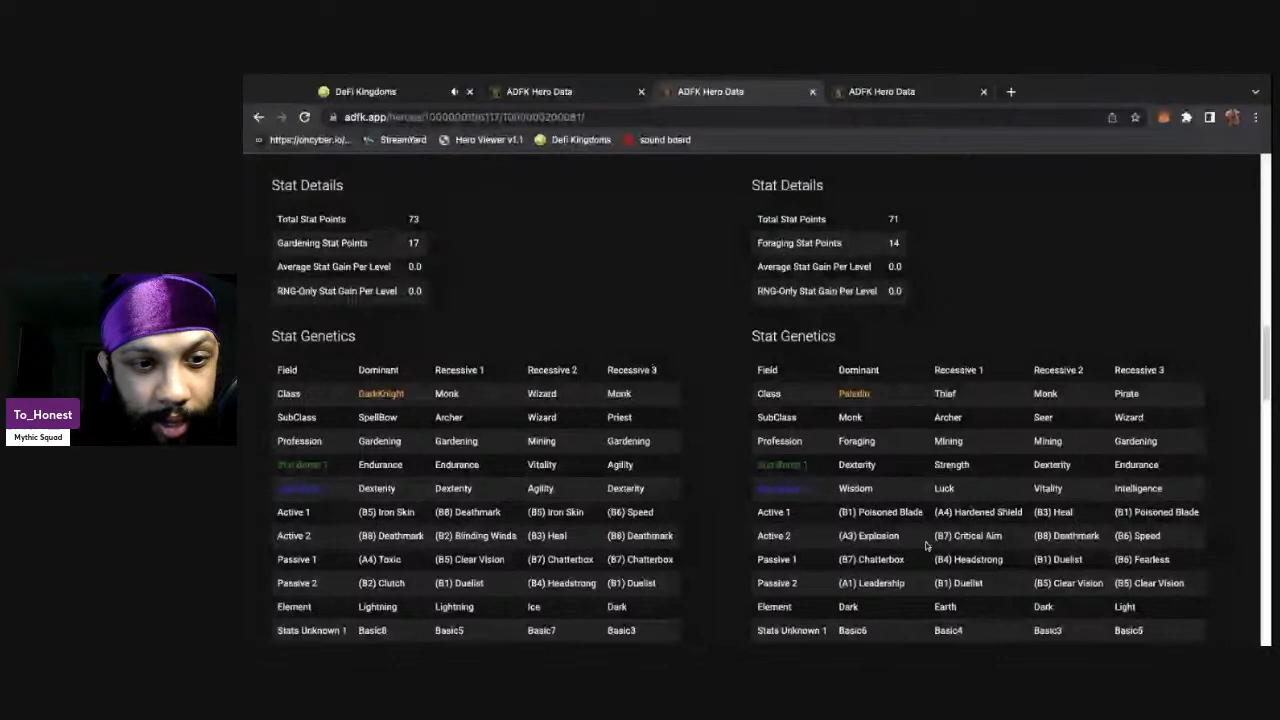 DeFi Kingdoms
ADFK Hero Data
ADFK Hero Data
ADFK Hero Data
https://oncyber.io/...
StreamYard
Hero Viewer v1.1
Defi Kingdoms
sound board
Stat Details
Total Stat Points 73
Gardening Stat Points 17
Average Stat Gain Per Level 0.0
RNG-Only Stat Gain Per Level 0.0
Stat Genetics
Field Dominant Recessive 1 Recessive 2 Recessive 3
Class DarkKnight Monk Wizard Monk
SubClass SpellBow Archer Wizard Priest
Profession Gardening Gardening Mining Gardening
Endurance Endurance Vitality Agility
Dexterity Dexterity Agility Dexterity
Active 1 (B5) Iron Skin (B8) Deathmark (B5) Iron Skin (B6) Speed
Active 2 (B8) Deathmark (B2) Blinding Winds (B3) Heal (B8) Deathmark
Passive 1 (A4) Toxic (B5) Clear Vision (B7) Chatterbox (B7) Chatterbox
Passive 2 (B2) Clutch (B1) Duelist (B4) Headstrong (B1) Duelist
Element Lightning Lightning Ice Dark
Stats Unknown 1 Basic8 Basic5 Basic7 Basic3
Stat Details
Total Stat Points 71
Foraging Stat Points 14
Average Stat Gain Per Level 0.0
RNG-Only Stat Gain Per Level 0.0
Stat Genetics
Field Dominant Recessive 1 Recessive 2 Recessive 3
Class Paladin Thief Monk Pirate
SubClass Monk Archer Seer Wizard
Profession Foraging Mining Mining Gardening
Dexterity Strength Dexterity Endurance
Wisdom Luck Vitality Intelligence
Active 1 (B1) Poisoned Blade (A4) Hardened Shield (B3) Heal (B1) Poisoned Blade
Active 2 (A3) Explosion (B7) Critical Aim (B8) Deathmark (B6) Speed
Passive 1 (B7) Chatterbox (B4) Headstrong (B1) Duelist (B6) Fearless
Passive 2 (A1) Leadership (B1) Duelist (B5) Clear Vision (B5) Clear Vision
Element Dark Earth Dark Light
Stats Unknown 1 Basic6 Basic4 Basic3 Basic5
To_Honest
Mythic Squad